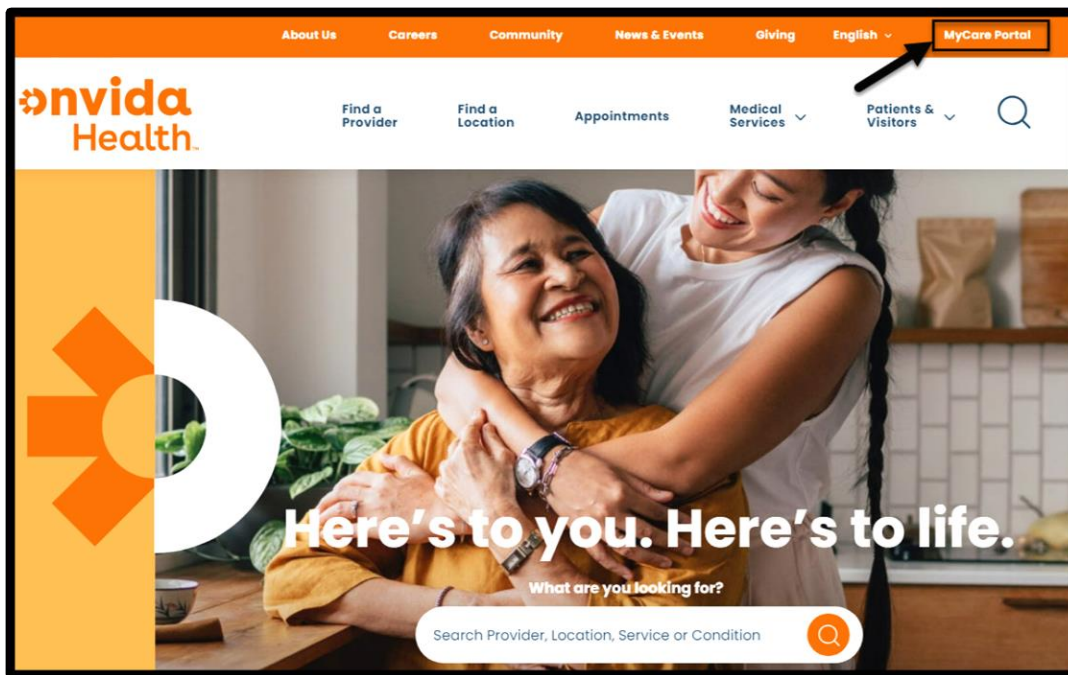 About Us Careers Community News & Events Giving English MyCare Portal
onvida
Health™
Find a
Provider
Find a
Location
Appointments
Medical
Services
Patients &
Visitors
Here's to you. Here's to life.
What are you looking for?
Search Provider, Location, Service or Condition